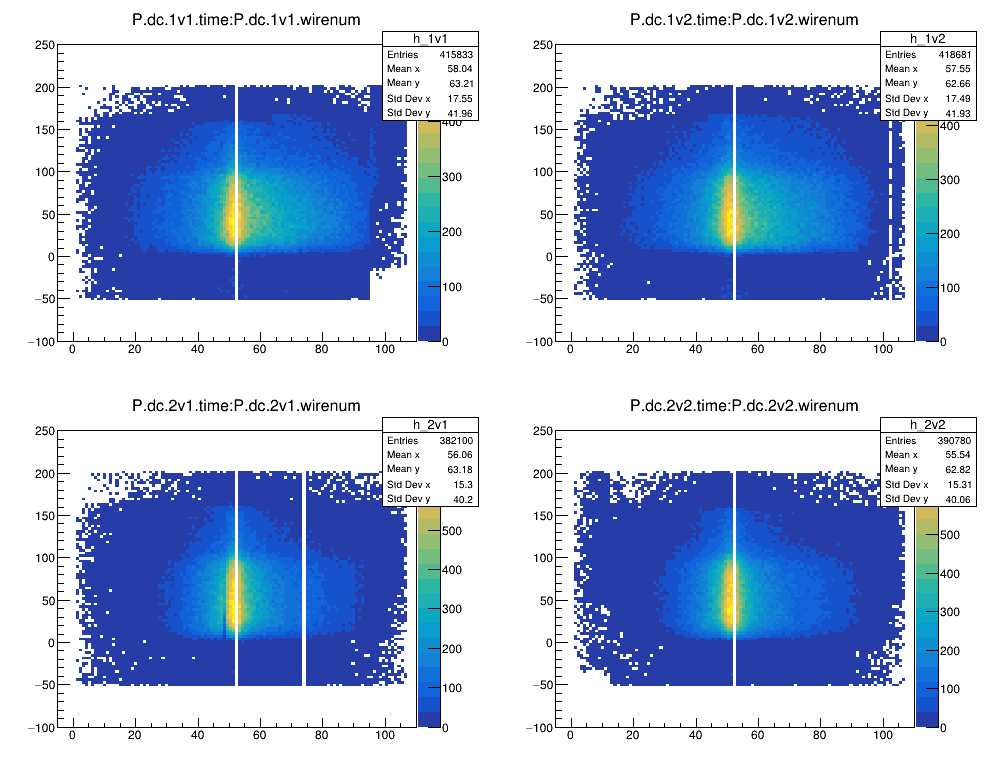 P.dc.1v1.time:P.dc.1v1.wirenum
h_1v1
Entries 415833
Mean x 58.04
Mean y 63.21
Std Dev x 17.55
Std Dev y 41.96
250
200
150
100
50
0
−50
−100
0 20 40 60 80 100
400
300
200
100
0
P.dc.1v2.time:P.dc.1v2.wirenum
h_1v2
Entries 418681
Mean x 57.55
Mean y 62.66
Std Dev x 17.49
Std Dev y 41.93
250
200
150
100
50
0
−50
−100
0 20 40 60 80 100
400
300
200
100
0
P.dc.2v1.time:P.dc.2v1.wirenum
h_2v1
Entries 382100
Mean x 56.06
Mean y 63.18
Std Dev x 15.3
Std Dev y 40.2
250
200
150
100
50
0
−50
−100
0 20 40 60 80 100
500
400
300
200
100
0
P.dc.2v2.time:P.dc.2v2.wirenum
h_2v2
Entries 390780
Mean x 55.54
Mean y 62.82
Std Dev x 15.31
Std Dev y 40.06
250
200
150
100
50
0
−50
−100
0 20 40 60 80 100
500
400
300
200
100
0